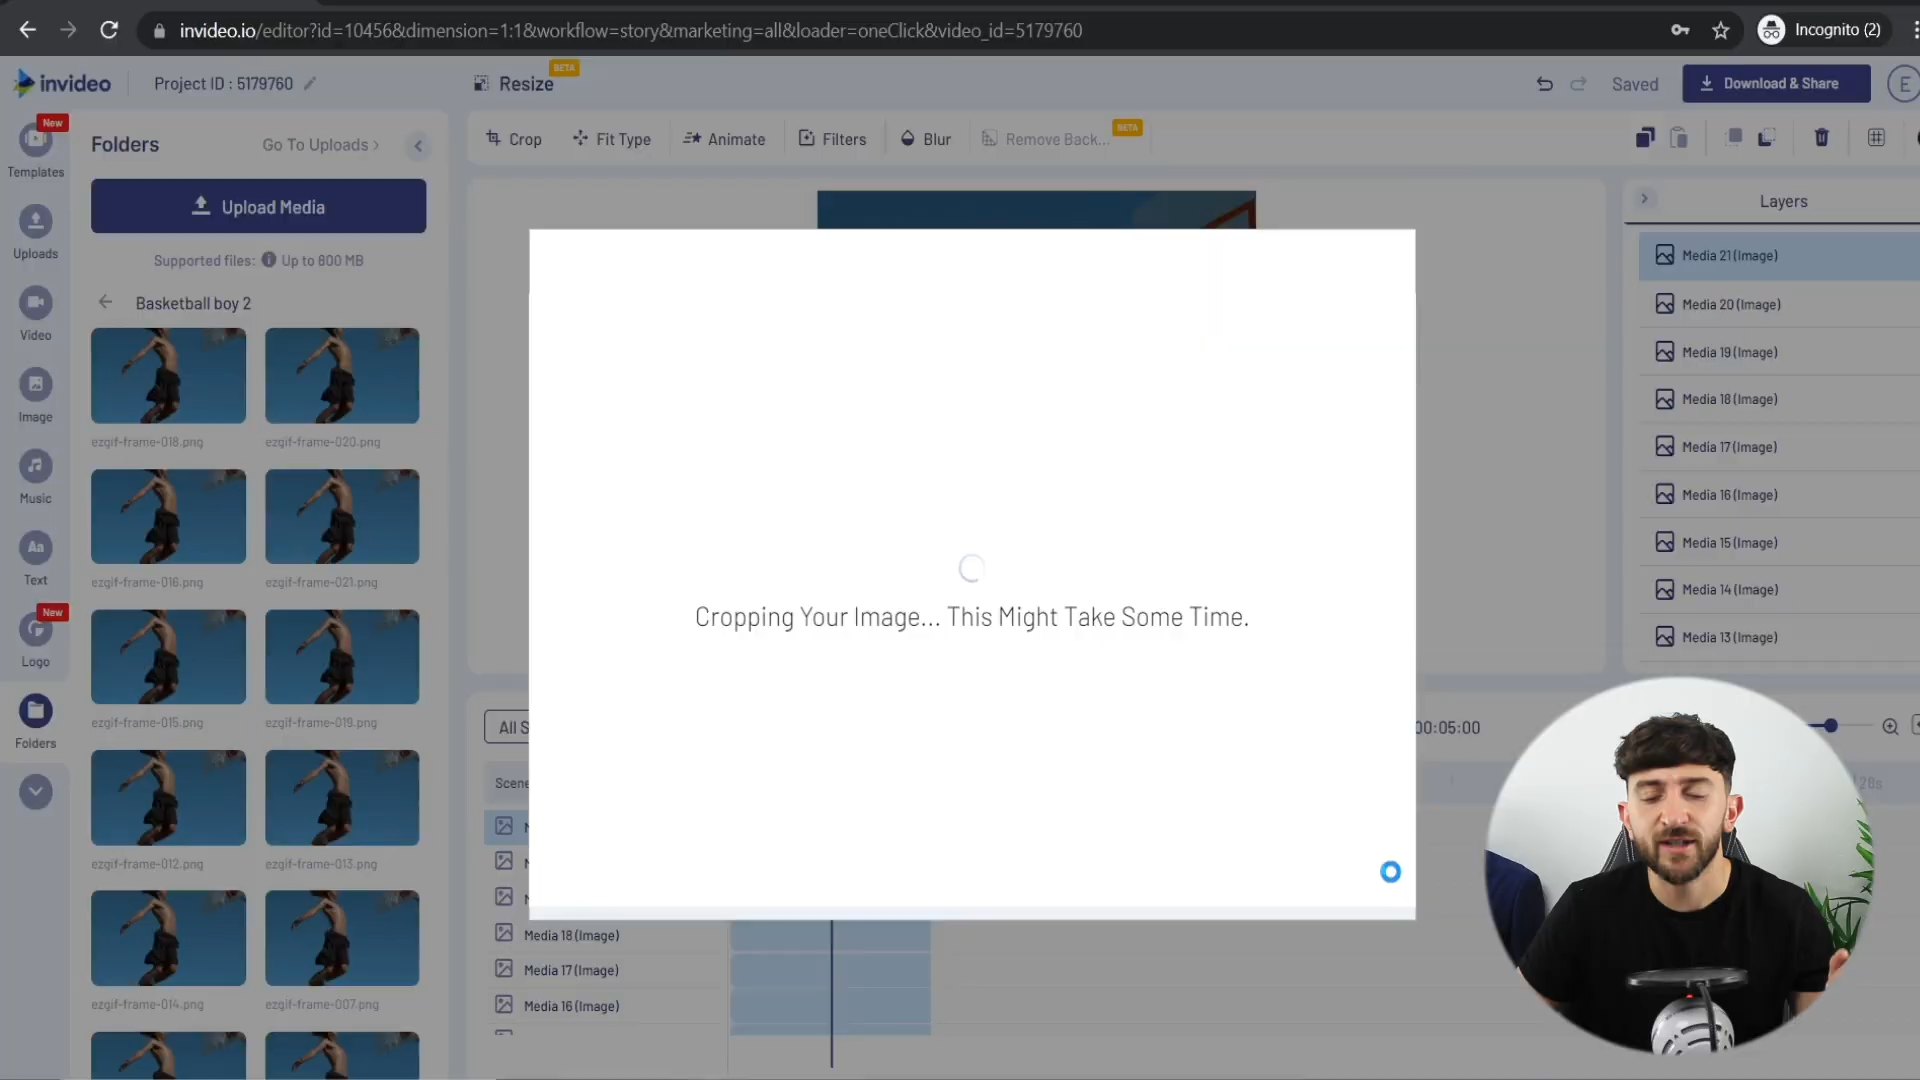 invideo.io/editor?id=10456&dimension=1:1&workflow=story&marketing=all&loader=oneClick&video_id=5179760
Incognito (2)
invideo
Project ID : 5179760
Resize
BETA
Saved
Download & Share
E
New
Templates
Uploads
Video
Image
Music
Aa
Text
New
Logo
Folders
Folders
Go To Uploads
Upload Media
Supported files: Up to 800 MB
Basketball boy 2
ezgif-frame-018.png
ezgif-frame-020.png
ezgif-frame-016.png
ezgif-frame-021.png
ezgif-frame-015.png
ezgif-frame-019.png
ezgif-frame-012.png
ezgif-frame-013.png
ezgif-frame-014.png
ezgif-frame-007.png
Crop
Fit Type
Animate
Filters
Blur
Remove Back...
BETA
Cropping Your Image... This Might Take Some Time.
Layers
Media 21 (Image)
Media 20 (Image)
Media 19 (Image)
Media 18 (Image)
Media 17 (Image)
Media 16 (Image)
Media 15 (Image)
Media 14 (Image)
Media 13 (Image)
All S
00:05:00
Scene
28s
Media 18 (Image)
Media 17 (Image)
Media 16 (Image)